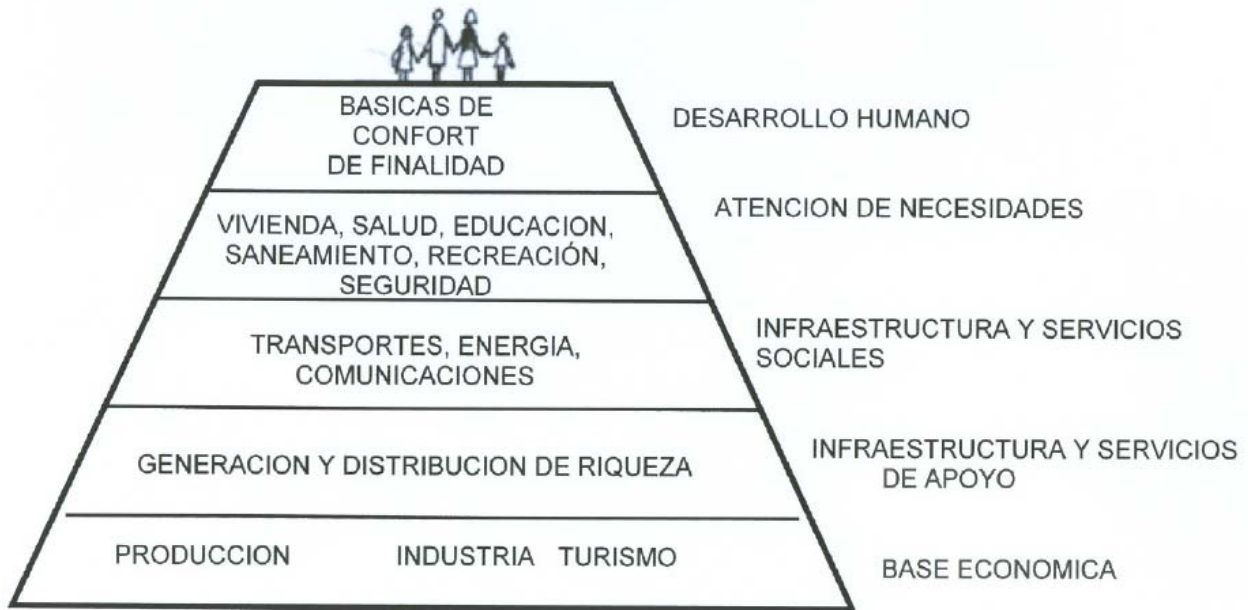 BASICAS DE
CONFORT
DE FINALIDAD
DESARROLLO HUMANO
ATENCION DE NECESIDADES
VIVIENDA, SALUD, EDUCACION,
SANEAMIENTO, RECREACIÓN,
SEGURIDAD
INFRAESTRUCTURA Y SERVICIOS
SOCIALES
TRANSPORTES, ENERGIA,
COMUNICACIONES
INFRAESTRUCTURA Y SERVICIOS
DE APOYO
GENERACION Y DISTRIBUCION DE RIQUEZA
PRODUCCION INDUSTRIA TURISMO
BASE ECONOMICA